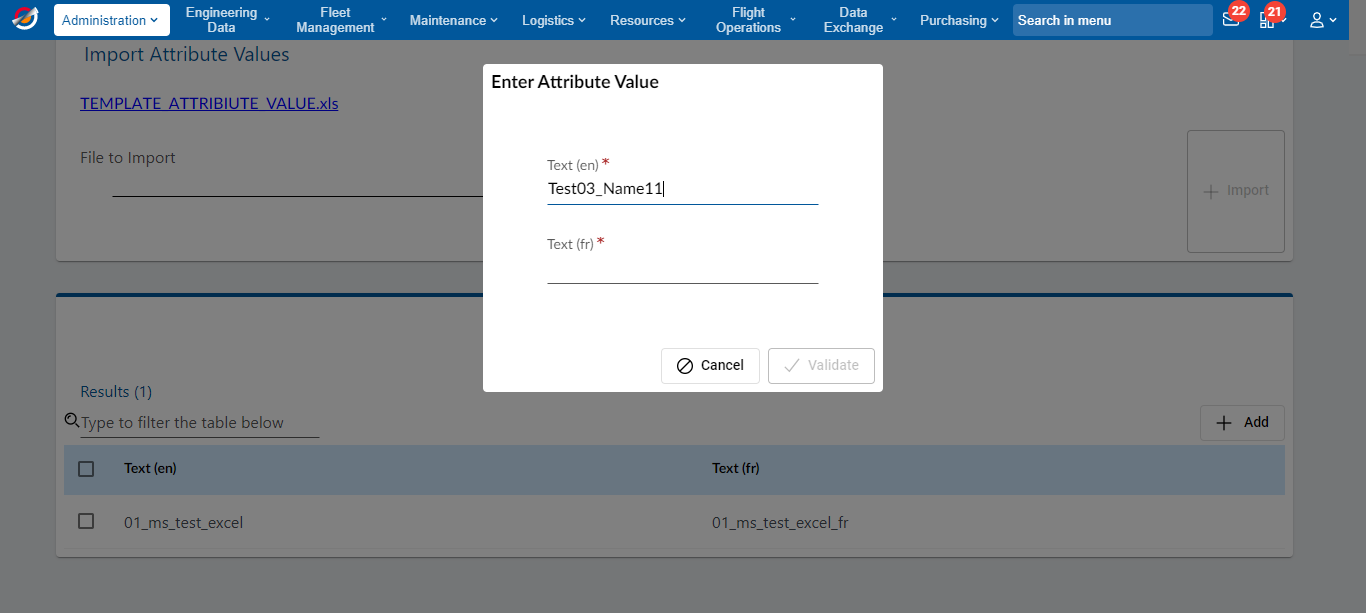 Administration
Engineering
Data
Fleet
Management
Maintenance
Logistics
Resources
Flight
Operations
Data
Exchange
Purchasing
Search in menu
22
21
Import Attribute Values
TEMPLATE_ATTRIBIUTE_VALUE.xls
File to Import
Import
Enter Attribute Value
Text (en) *
Test03_Name11
Text (fr) *
Cancel
Validate
Results (1)
Type to filter the table below
Add
Text (en) Text (fr)
01_ms_test_excel 01_ms_test_excel_fr